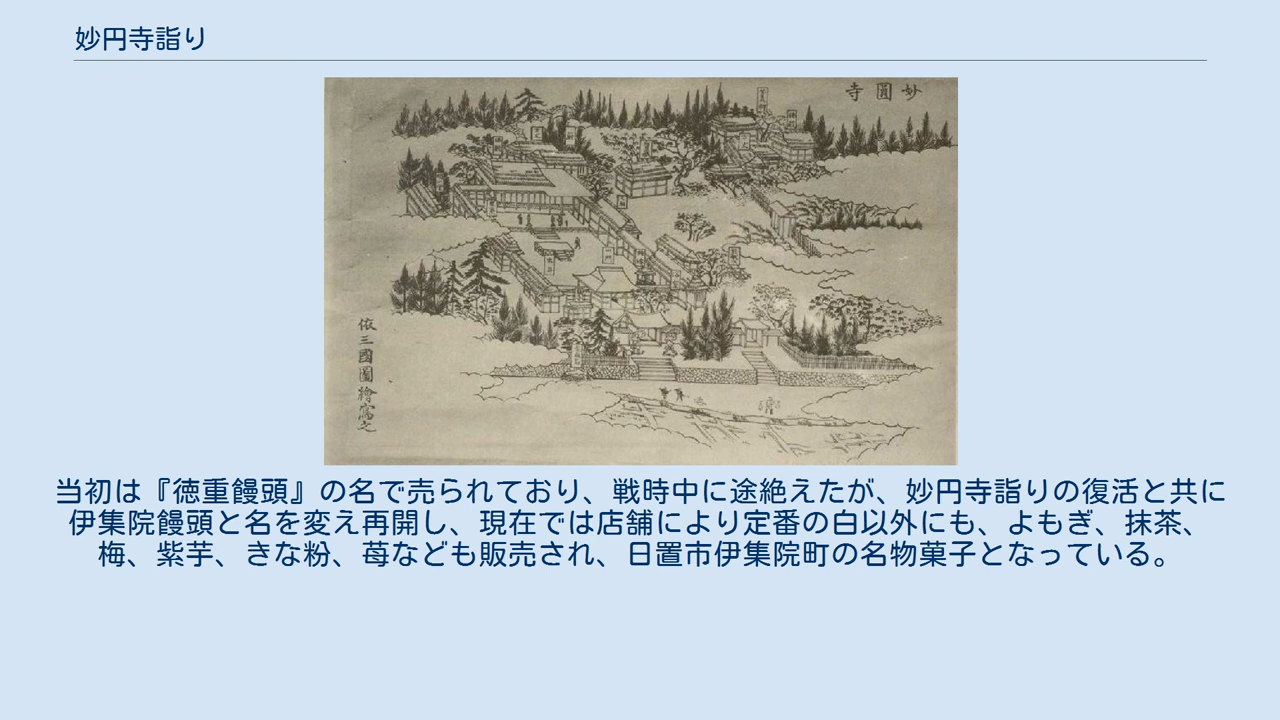 妙円寺詣り
妙圓寺
依三國圖繪寫之
当初は『徳重饅頭』の名で売られており、戦時中に途絶えたが、妙円寺詣りの復活と共に
伊集院饅頭と名を変え再開し、現在では店舗により定番の白以外にも、よもぎ、抹茶、
梅、紫芋、きな粉、苺なども販売され、日置市伊集院町の名物菓子となっている。